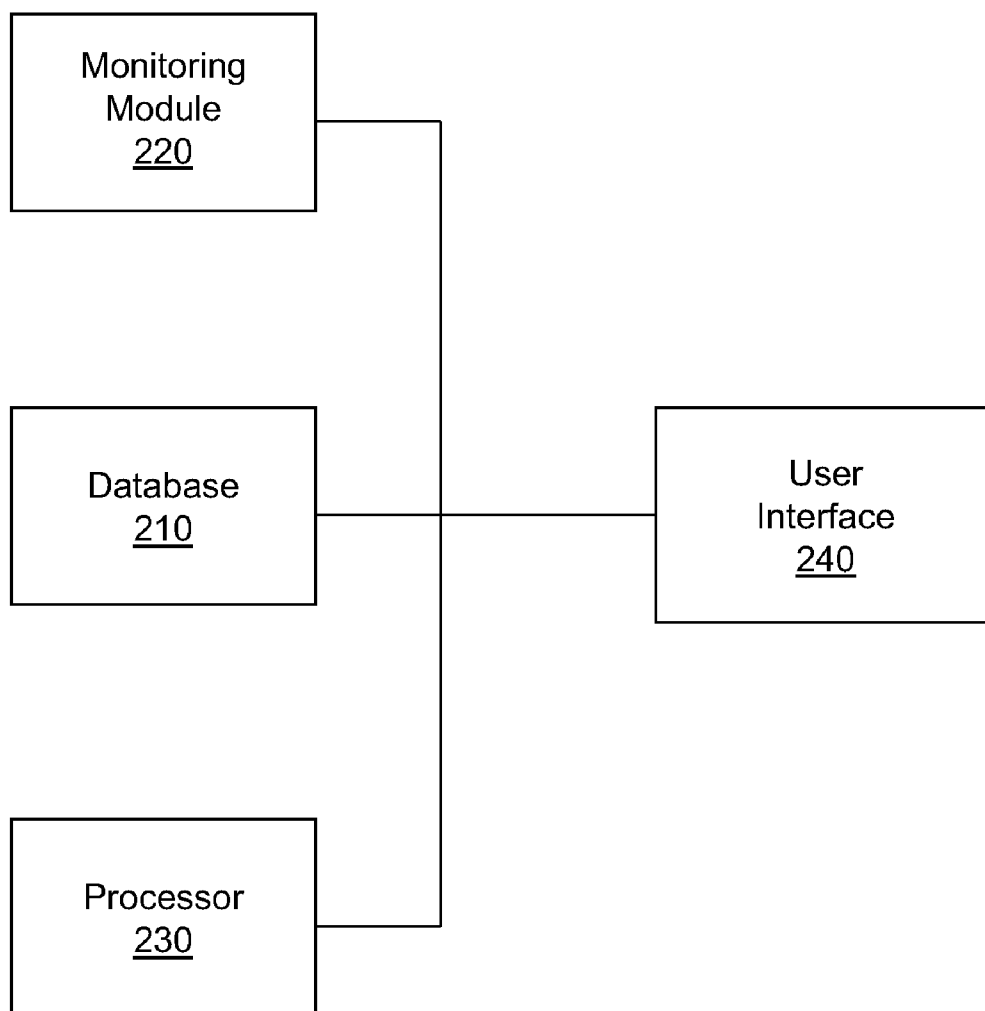 Monitoring
Module
220
Database
210
User
Interface
240
Processor
230